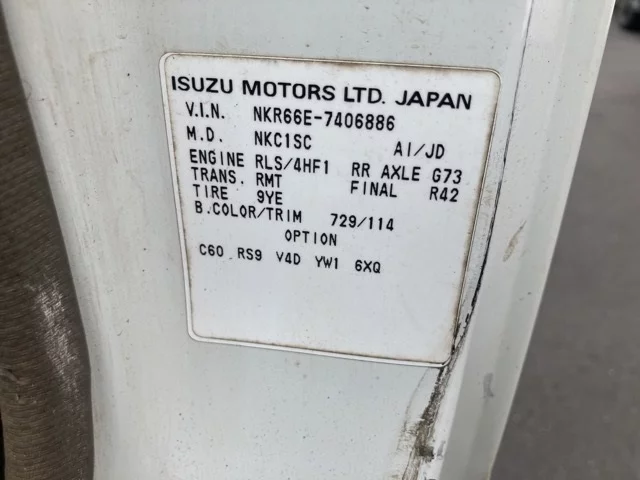 ISUZU MOTORS LTD. JAPAN
V.I.N. NKR66E-7406886
M.D. NKC1SC AI/JD
ENGINE RLS/4HF1 RR AXLE G73
TRANS. RMT FINAL R42
TIRE 9YE
B.COLOR/TRIM 729/114
OPTION
C60 RS9 V4D YW1 6XQ